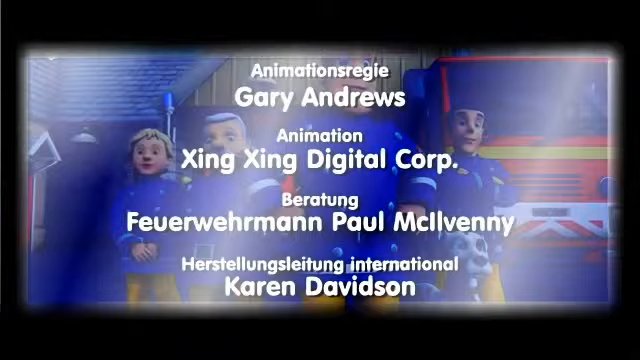 Animationsregie
Gary Andrews
Animation
Xing Xing Digital Corp.
Beratung
Feuerwehrmann Paul McIlvenny
Herstellungsleitung international
Karen Davidson